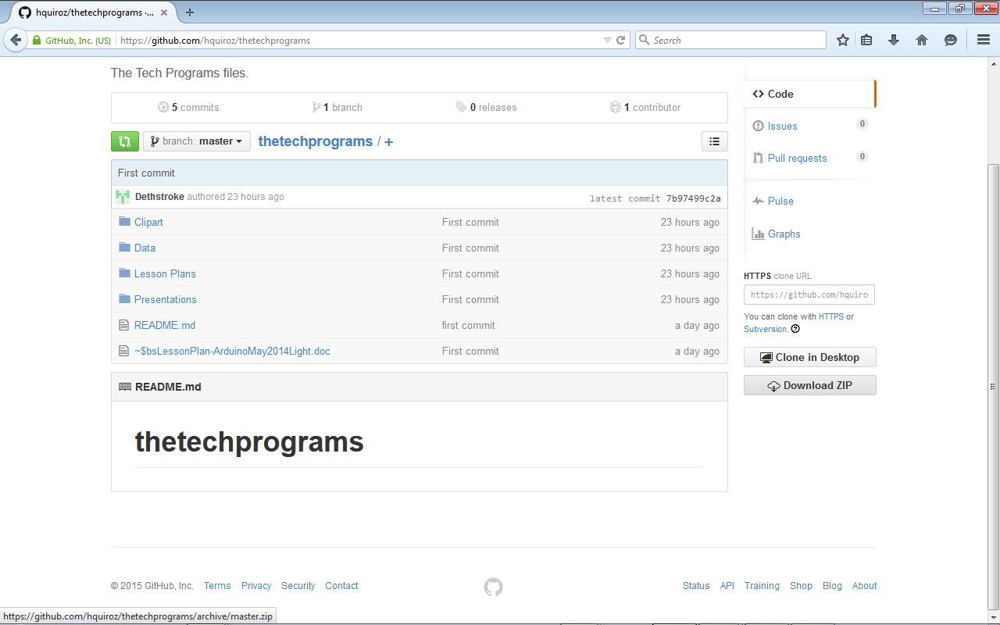 hquiroz/thetechprograms ·...
GitHub, Inc. (US) https://github.com/hquiroz/thetechprograms Search
The Tech Programs files.
5 commits 1 branch 0 releases 1 contributor
branch: master thetechprograms / +
First commit
Dethstroke authored 23 hours ago latest commit 7b97499c2a
Clipart First commit 23 hours ago
Data First commit 23 hours ago
Lesson Plans First commit 23 hours ago
Presentations First commit 23 hours ago
README.md first commit a day ago
~$bsLessonPlan-ArduinoMay2014Light.doc First commit a day ago
README.md
thetechprograms
Code
Issues 0
Pull requests 0
Pulse
Graphs
HTTPS clone URL
https://github.com/hquiro
You can clone with HTTPS or
Subversion.
Clone in Desktop
Download ZIP
© 2015 GitHub, Inc. Terms Privacy Security Contact Status API Training Shop Blog About
https://github.com/hquiroz/thetechprograms/archive/master.zip